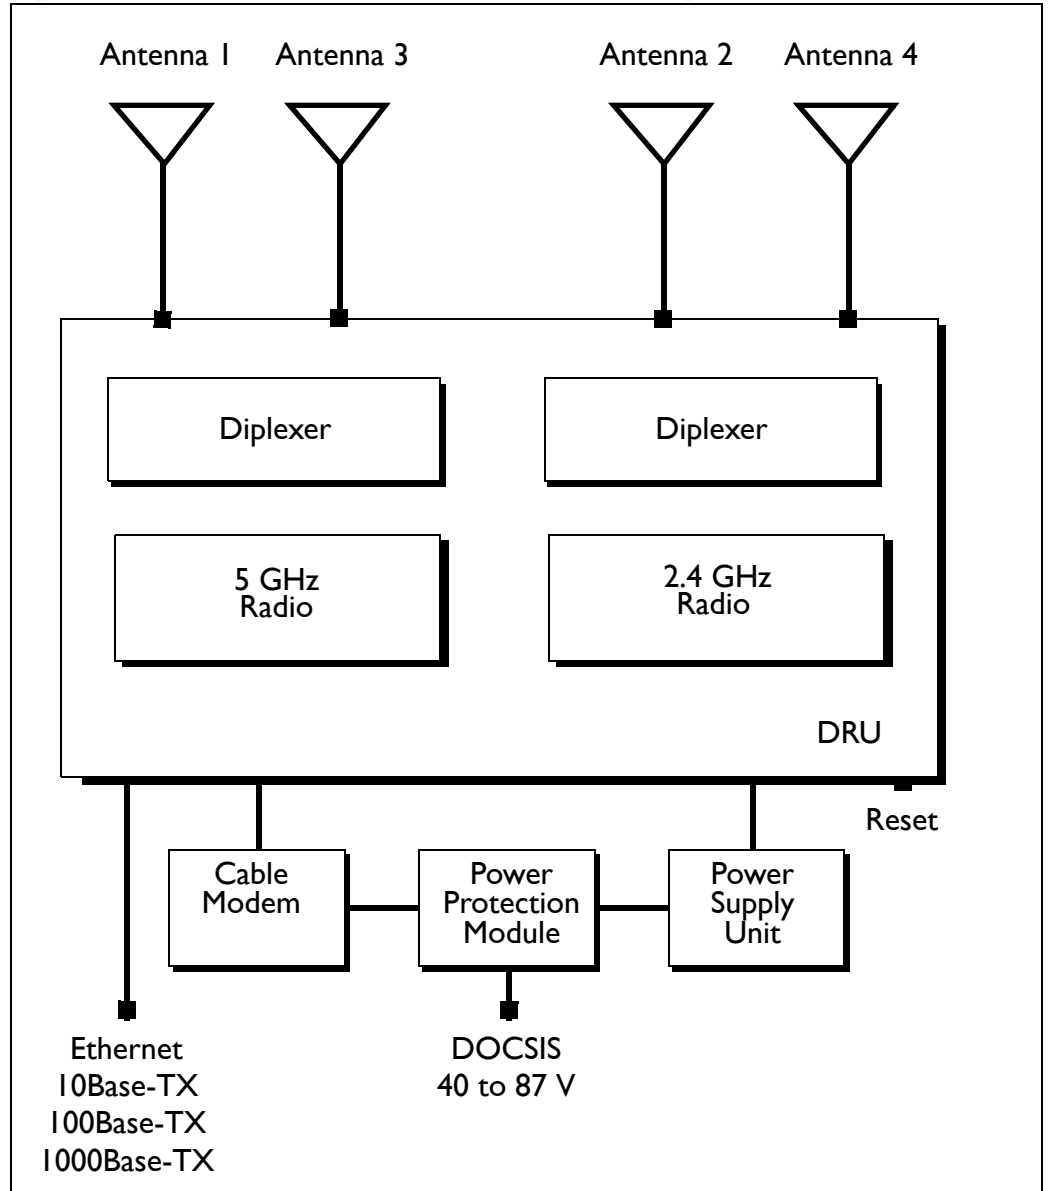 Antenna 1
Antenna 3
Antenna 2
Antenna 4
Diplexer
Diplexer
5 GHz
Radio
2.4 GHz
Radio
DRU
Reset
Cable
Modem
Power
Protection
Module
Power
Supply
Unit
Ethernet
10Base-TX
100Base-TX
1000Base-TX
DOCSIS
40 to 87 V